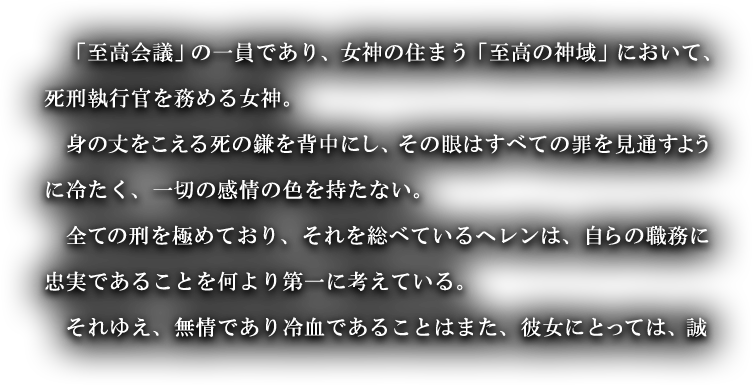 「至高会議」の一員であり、女神の住まう「至高の神域」において、
死刑執行官を務める女神。
身の丈をこえる死の鎌を背中にし、その眼はすべての罪を見通すよう
に冷たく、一切の感情の色を持たない。
全ての刑を極めており、それを総べているヘレンは、自らの職務に
忠実であることを何より第一に考えている。
それゆえ、無情であり冷血であることはまた、彼女にとっては、誠